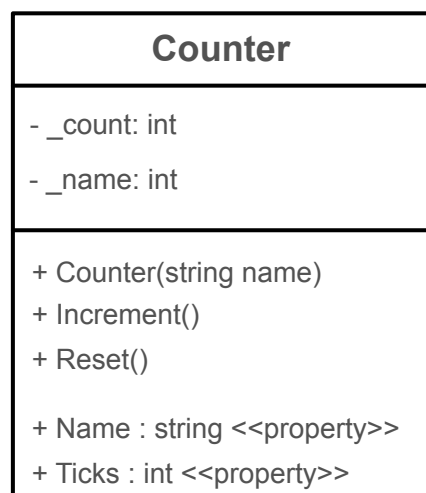 Counter
- _count: int
- _name: int
+ Counter(string name)
+ Increment()
+ Reset()
+ Name : string <<property>>
+ Ticks : int <<property>>